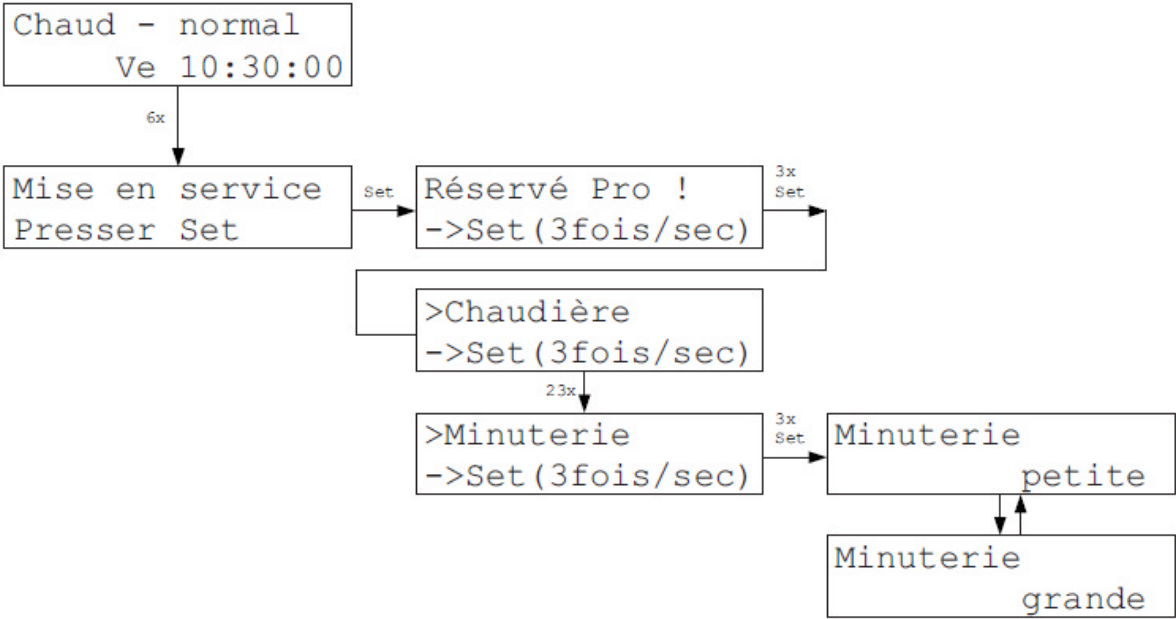 Chaud - normal
Ve 10:30:00
6x
Mise en service
Presser Set
Set
Réservé Pro !
->Set(3fois/sec)
3x
Set
>Chaudière
->Set(3fois/sec)
23x
>Minuterie
->Set(3fois/sec)
3x
Set
Minuterie
petite
Minuterie
grande